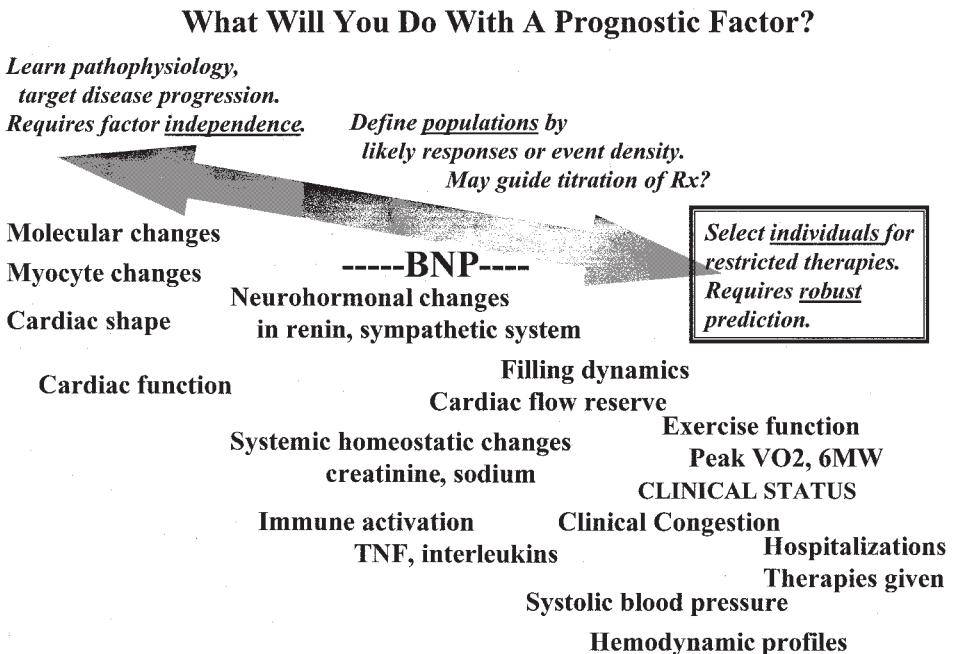 What Will You Do With A Prognostic Factor?
Learn pathophysiology,
target disease progression.
Requires factor independence.
Define populations by
likely responses or event density.
May guide titration of Rx?
Select individuals for
restricted therapies.
Requires robust
prediction.
Molecular changes
Myocyte changes
Cardiac shape
-----BNP----
Neurohormonal changes
in renin, sympathetic system
Cardiac function
Filling dynamics
Cardiac flow reserve
Systemic homeostatic changes
creatinine, sodium
Exercise function
Peak VO2, 6MW
CLINICAL STATUS
Immune activation
TNF, interleukins
Clinical Congestion
Hospitalizations
Therapies given
Systolic blood pressure
Hemodynamic profiles